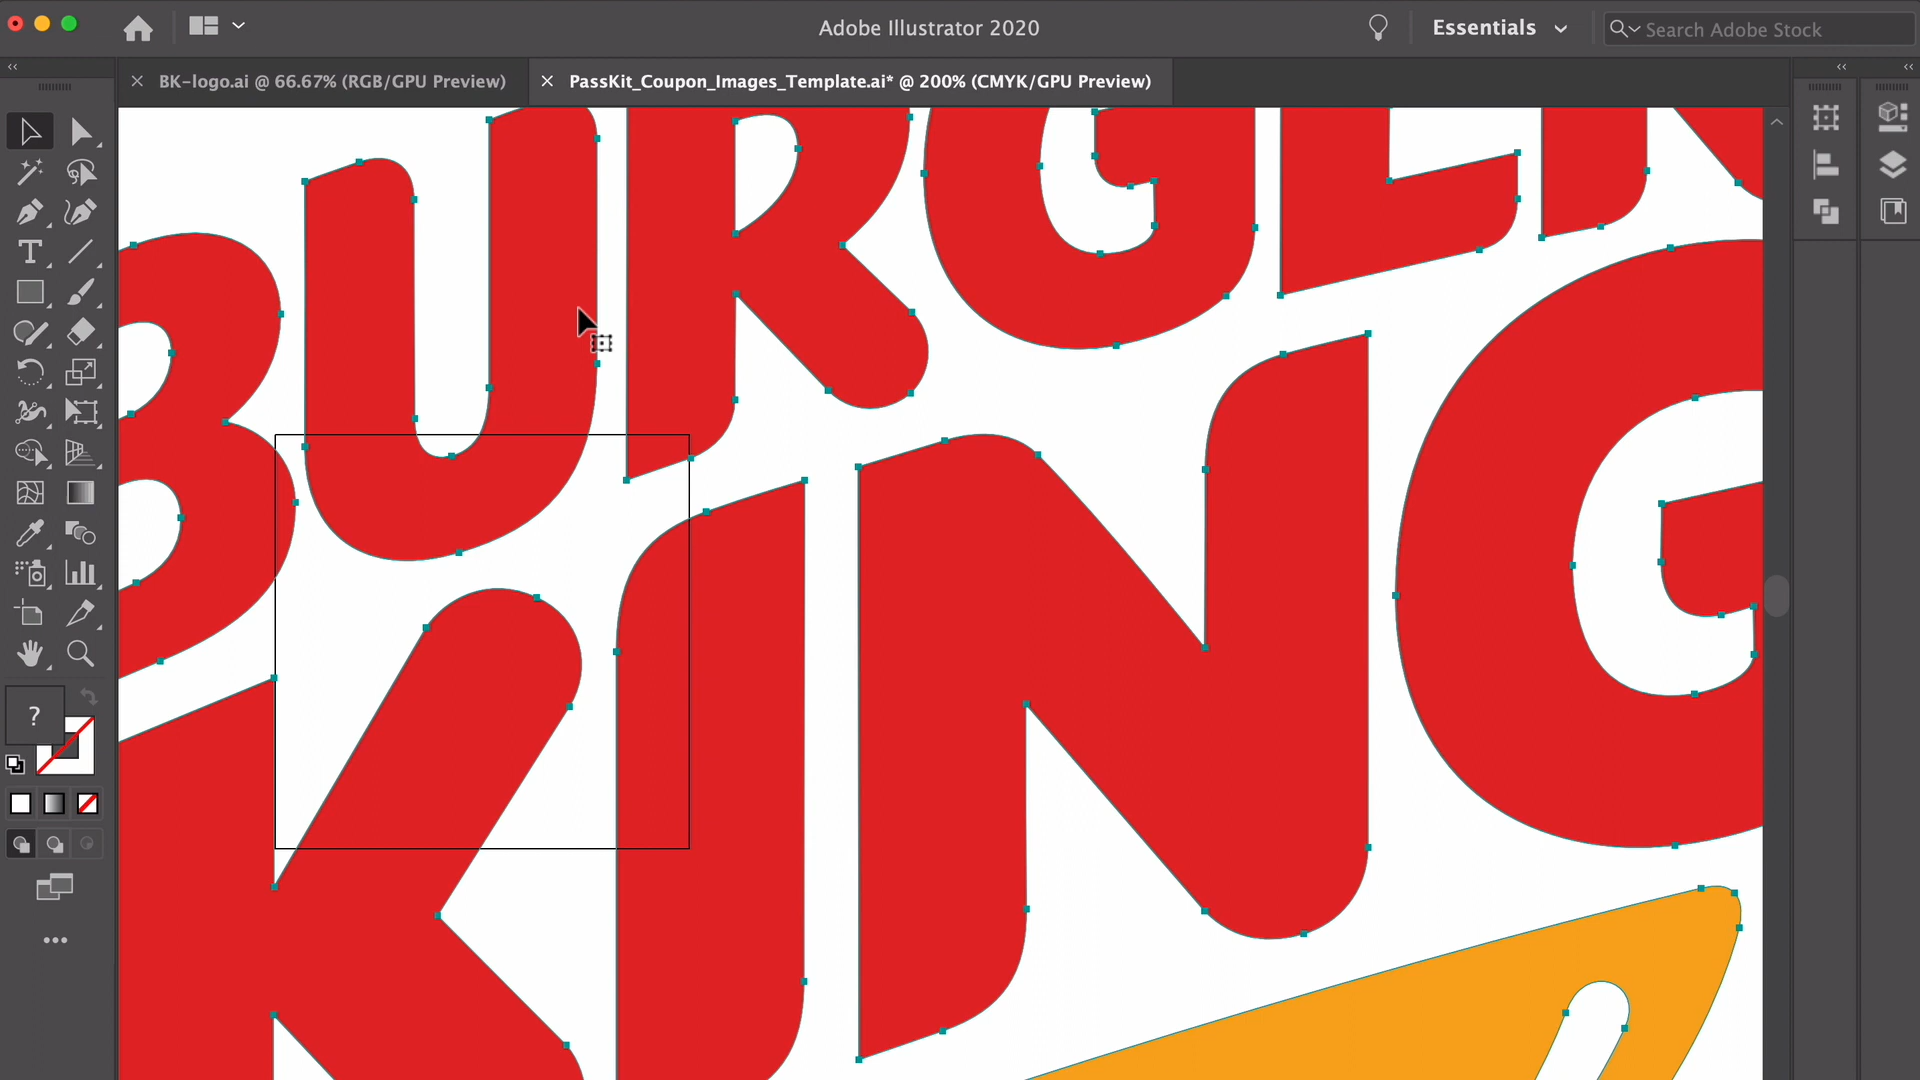 Adobe Illustrator 2020
Essentials
Search Adobe Stock
BK-logo.ai @ 66.67% (RGB/GPU Preview)
PassKit_Coupon_Images_Template.ai* @ 200% (CMYK/GPU Preview)
BURGER
KING
?